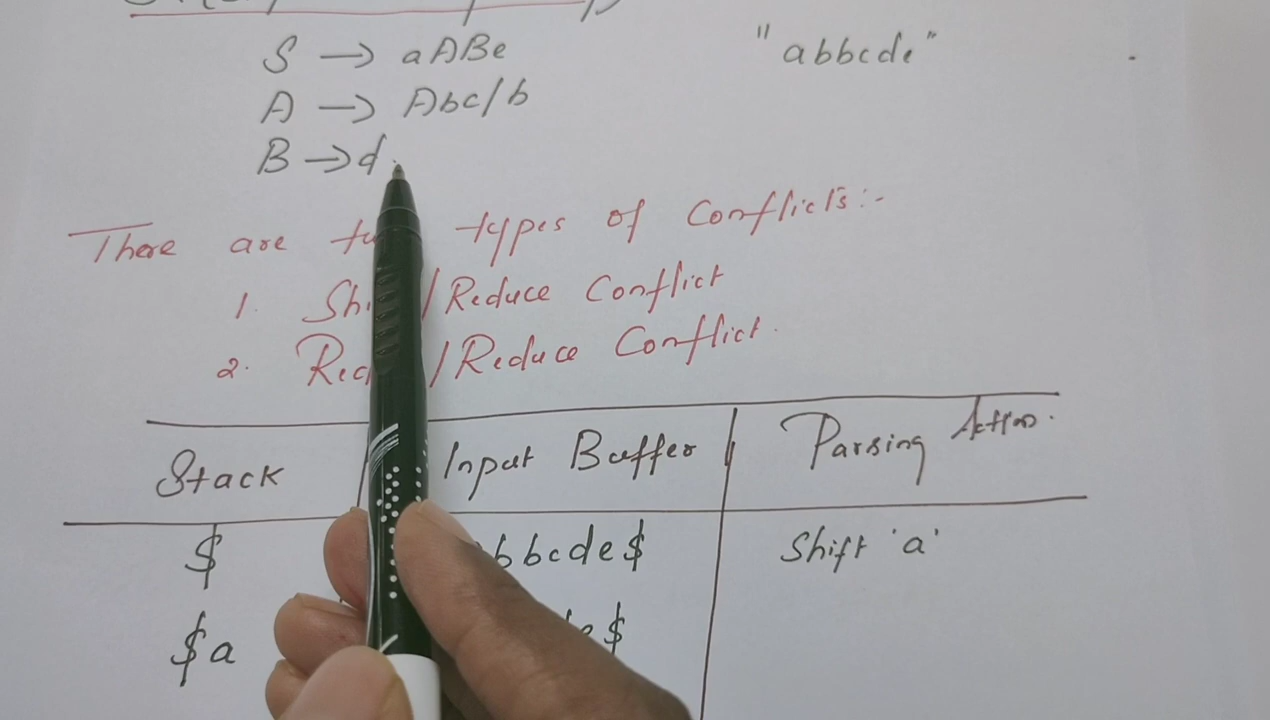 S → aABe "abbcde"
A → Abc/b
B → d
There are types of Conflicts:-
1. /Reduce Conflict
2. /Reduce Conflict.
Stack Input Buffer Parsing Action.
$ bbcde$ Shift 'a'
$a e$